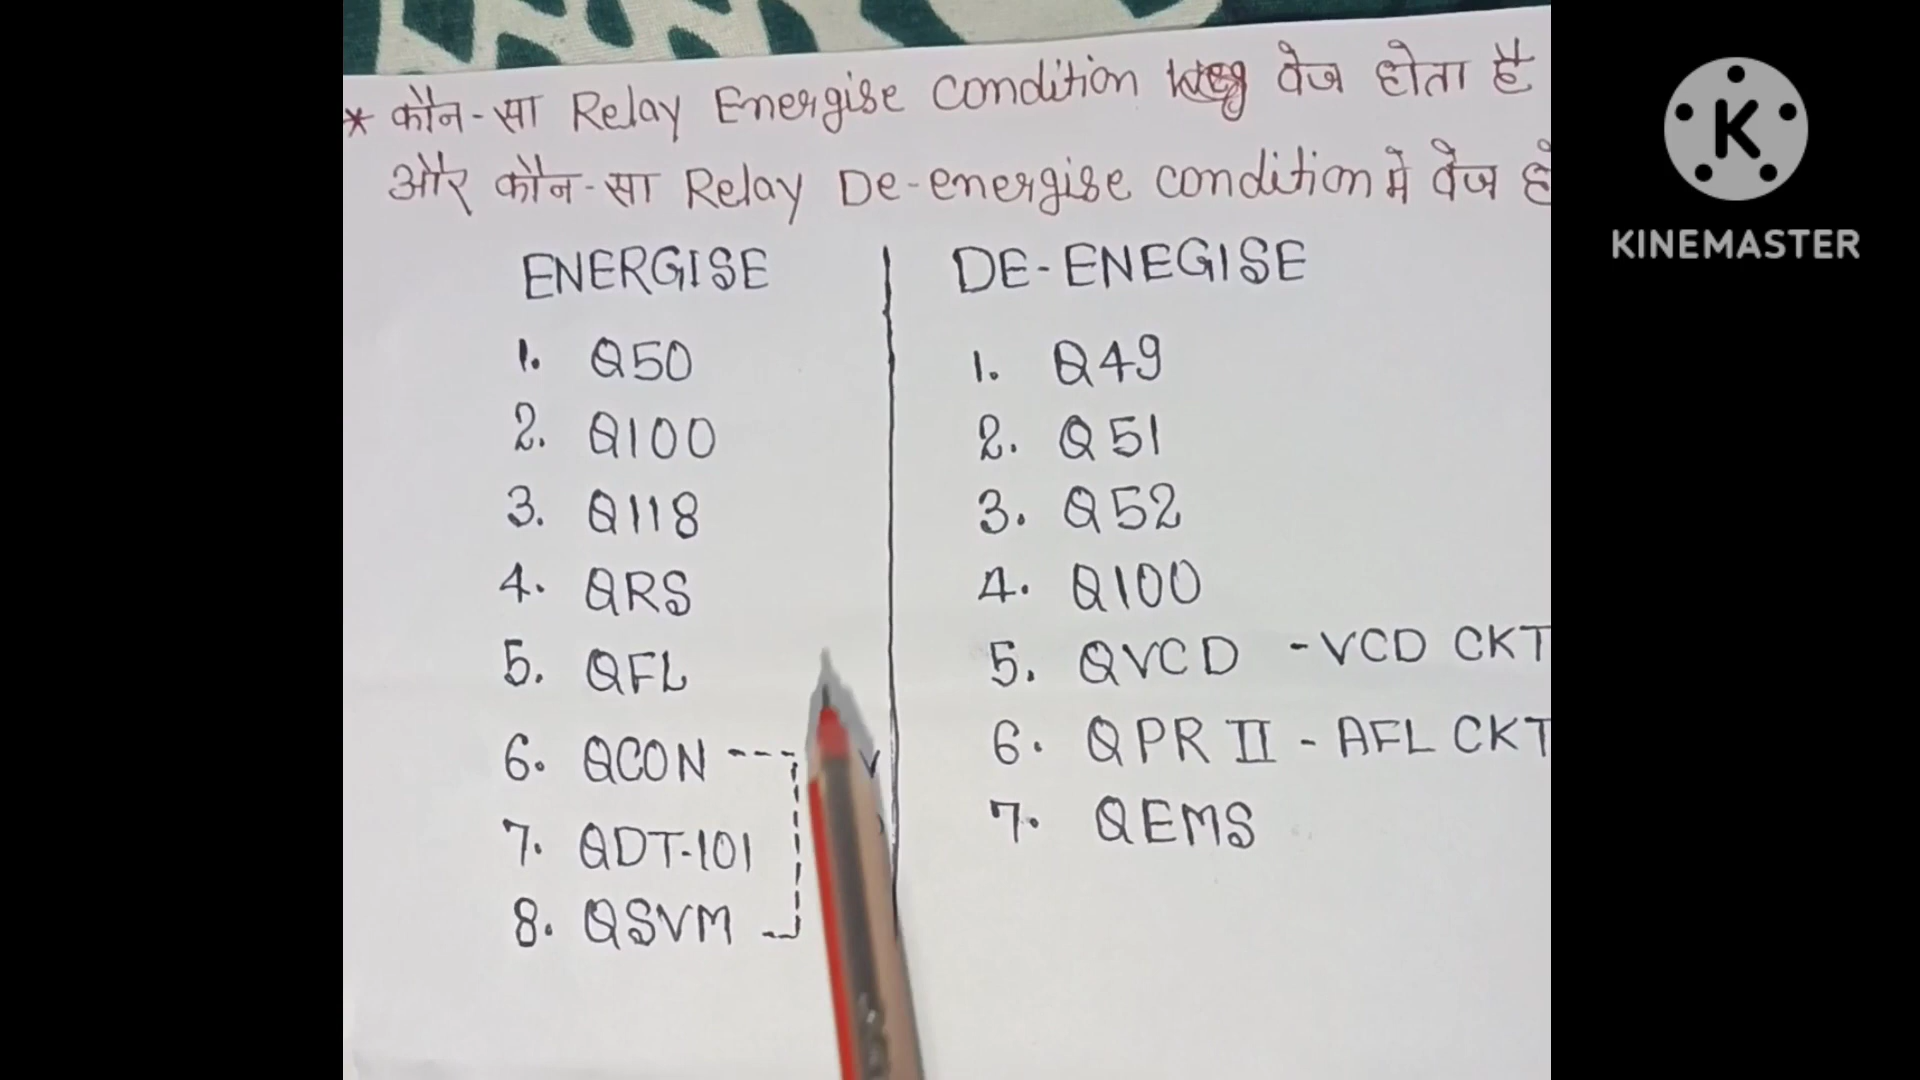 * कौन-सा Relay Energise condition वेज होता है
और कौन-सा Relay De-energise condition मे वेज
ENERGISE
1. Q50
2. Q100
3. Q118
4. QRS
5. QFL
6. QCON
7. QDT-101
8. QSVM
DE-ENEGISE
1. Q49
2. Q51
3. Q52
4. Q100
5. QVCD - VCD CKT
6. QPR II - AFL CKT
7. QEMS
K
KINEMASTER